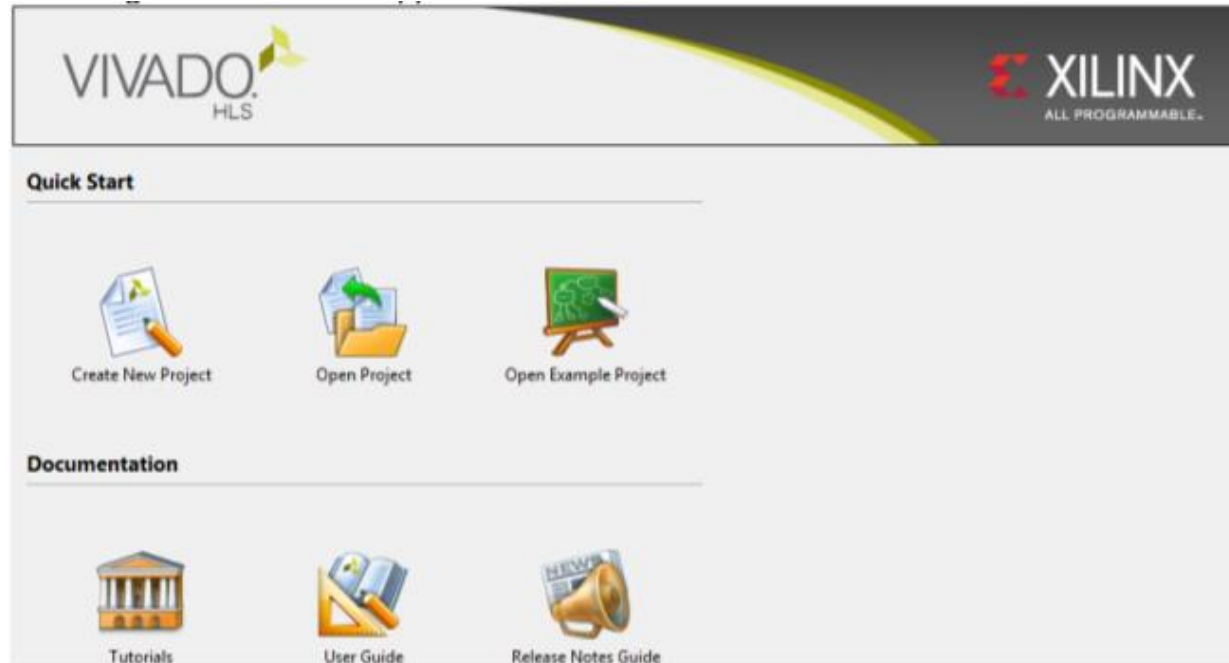 VIVADO.
HLS
XILINX
ALL PROGRAMMABLE.
Quick Start
Create New Project
Open Project
Open Example Project
Documentation
NEWS
Tutorials
User Guide
Release Notes Guide